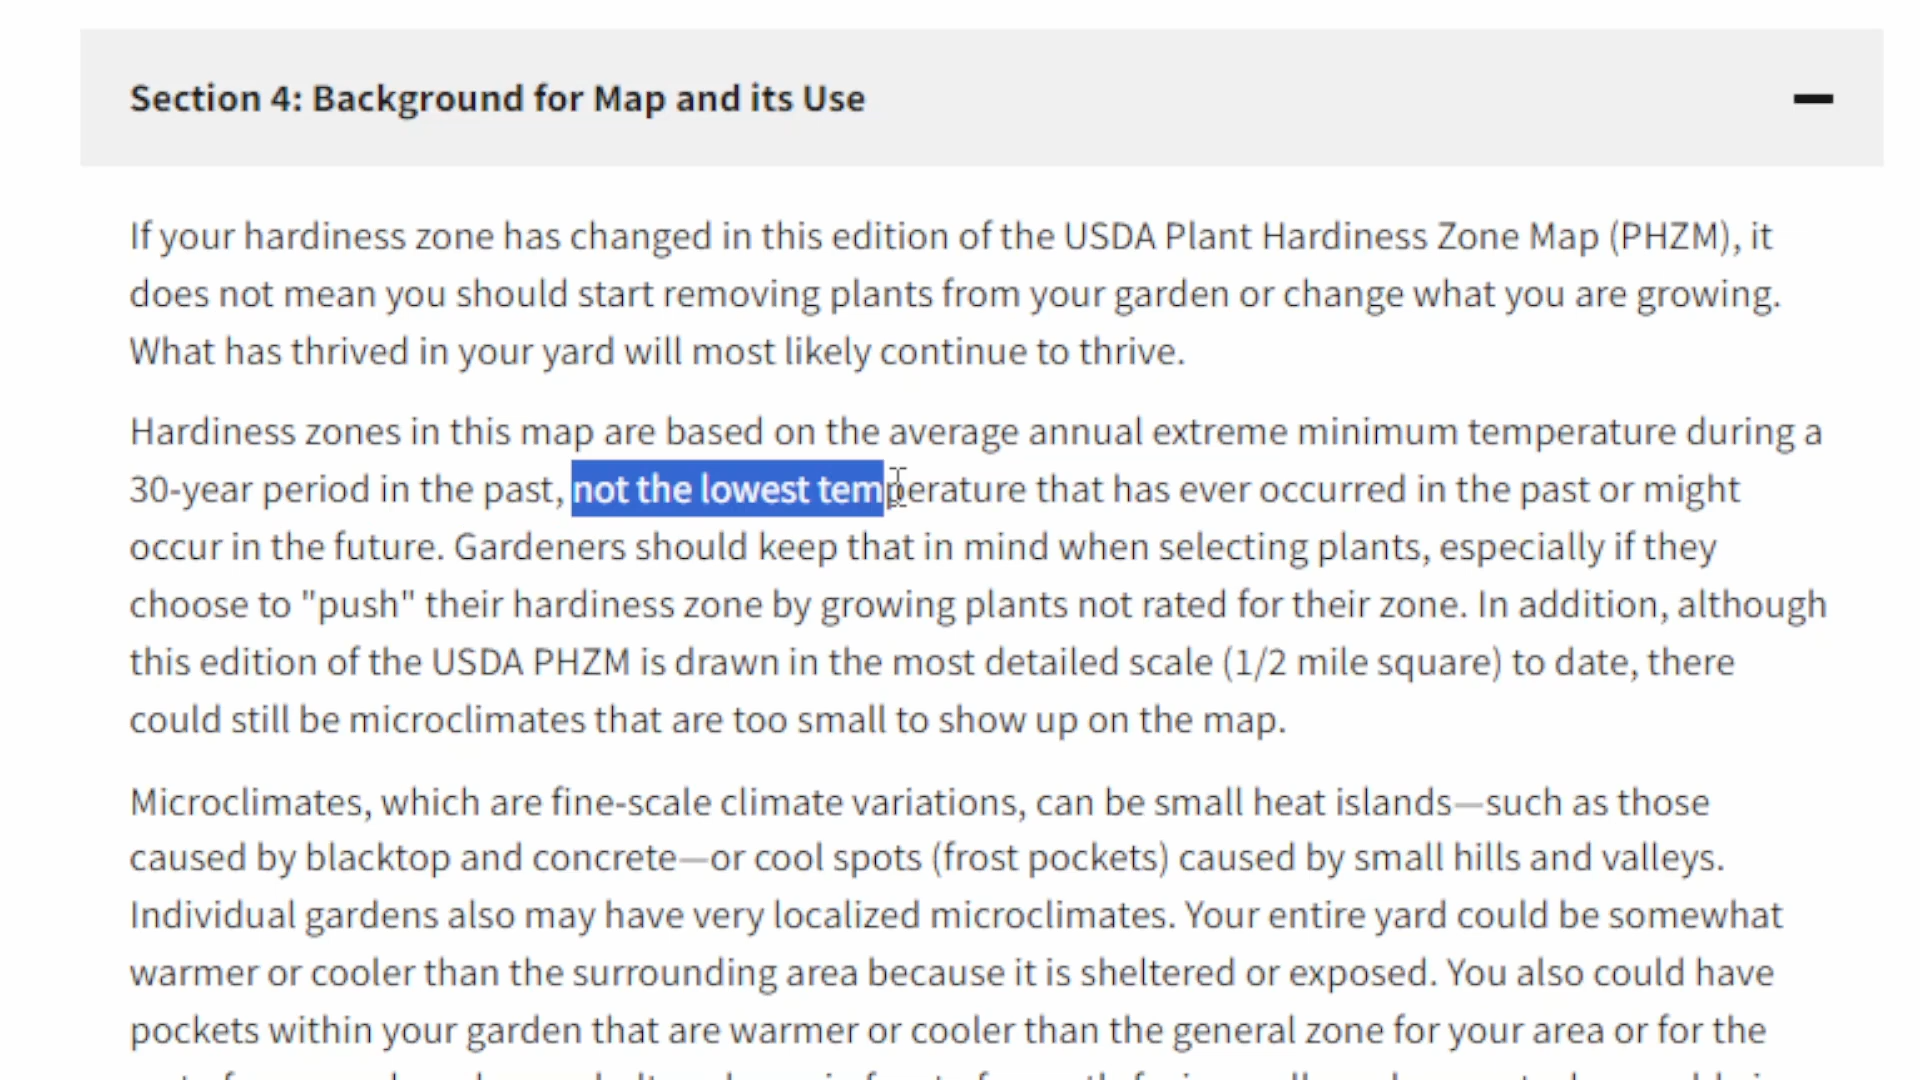 Section 4: Background for Map and its Use
If your hardiness zone has changed in this edition of the USDA Plant Hardiness Zone Map (PHZM), it
does not mean you should start removing plants from your garden or change what you are growing.
What has thrived in your yard will most likely continue to thrive.
Hardiness zones in this map are based on the average annual extreme minimum temperature during a
30-year period in the past, not the lowest temperature that has ever occurred in the past or might
occur in the future. Gardeners should keep that in mind when selecting plants, especially if they
choose to "push" their hardiness zone by growing plants not rated for their zone. In addition, although
this edition of the USDA PHZM is drawn in the most detailed scale (1/2 mile square) to date, there
could still be microclimates that are too small to show up on the map.
Microclimates, which are fine-scale climate variations, can be small heat islands—such as those
caused by blacktop and concrete—or cool spots (frost pockets) caused by small hills and valleys.
Individual gardens also may have very localized microclimates. Your entire yard could be somewhat
warmer or cooler than the surrounding area because it is sheltered or exposed. You also could have
pockets within your garden that are warmer or cooler than the general zone for your area or for the